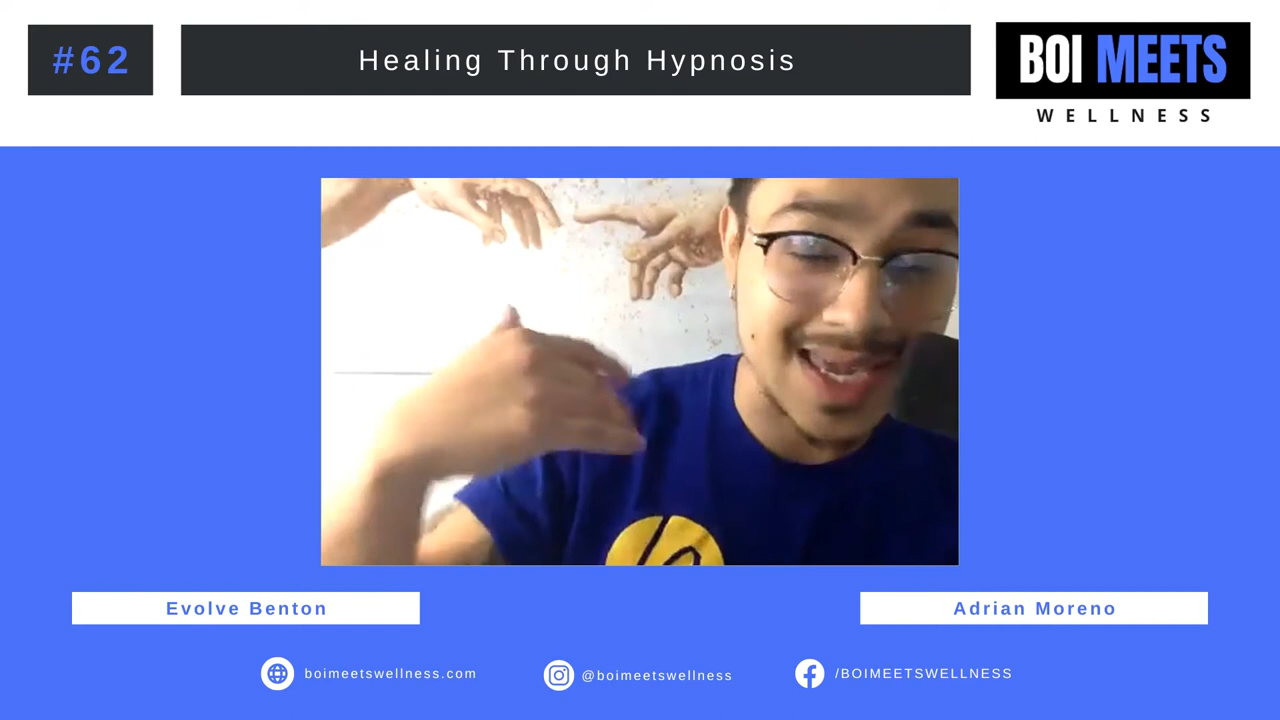 #62
Healing Through Hypnosis
BOI MEETS
WELLNESS
Evolve Benton
Adrian Moreno
boimeetswellness.com
@boimeetswellness
/BOIMEETSWELLNESS